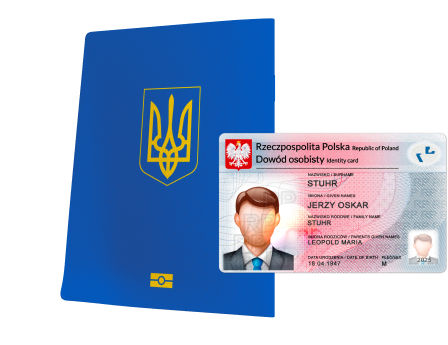 Rzeczpospolita Polska Republic of Poland
Dowód osobisty Identity card
NAZWISKO / SURNAME
STUHR
IMIONA / GIVEN NAMES
JERZY OSKAR
NAZWISKO RODOWE / FAMILY NAME
STUHR
IMIONA RODZICÓW / PARENTS GIVEN NAMES
LEOPOLD MARIA
DATA URODZENIA / DATE OF BIRTH PŁEĆ/SEX
18.04.1947 M